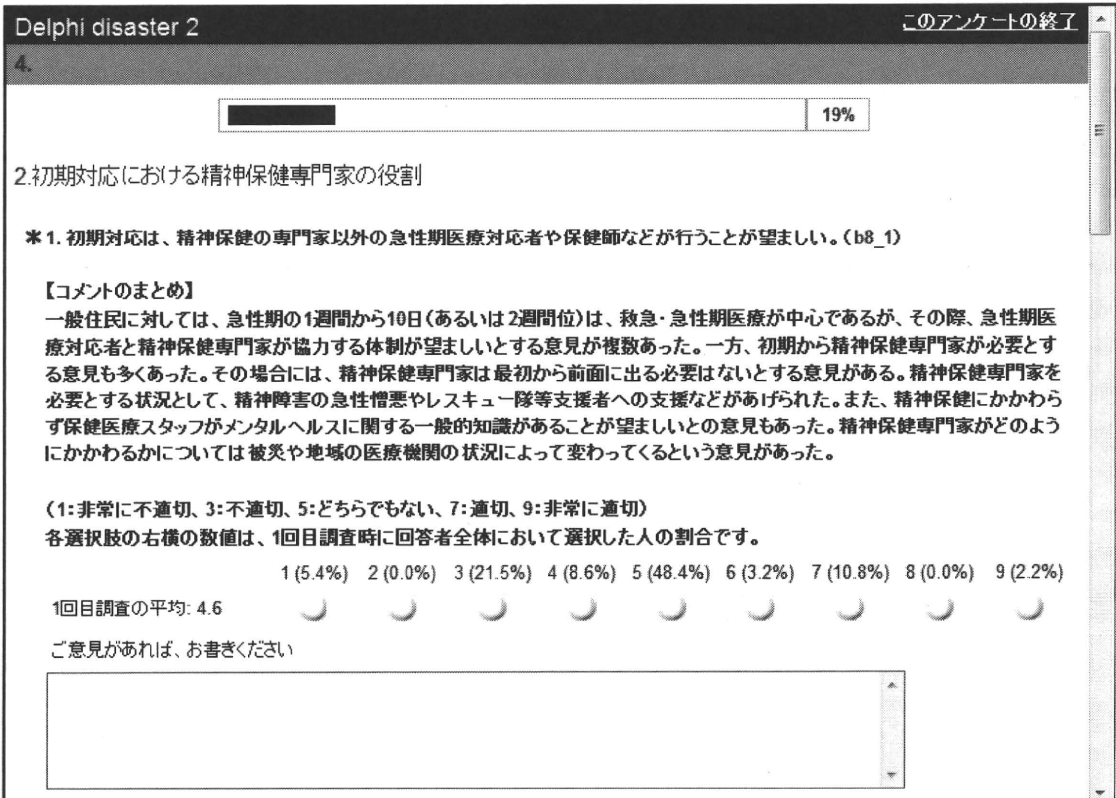 Delphi disaster 2
このアンケートの終了
4.
19%
2.初期対応における精神保健専門家の役割
*1. 初期対応は、精神保健の専門家以外の急性期医療対応者や保健師などが行うことが望ましい。（b8_1）
【コメントのまとめ】
一般住民に対しては、急性期の1週間から10日（あるいは2週間位）は、救急・急性期医療が中心であるが、その際、急性期医
療対応者と精神保健専門家が協力する体制が望ましいとする意見が複数あった。一方、初期から精神保健専門家が必要とす
る意見も多くあった。その場合には、精神保健専門家は最初から前面に出る必要はないとする意見がある。精神保健専門家を
必要とする状況として、精神障害の急性憎悪やレスキュー隊等支援者への支援などがあげられた。また、精神保健にかかわら
ず保健医療スタッフがメンタルヘルスに関する一般的知識があることが望ましいとの意見もあった。精神保健専門家がどのよう
にかかわるかについては被災や地域の医療機関の状況によって変わってくるという意見があった。
（1：非常に不適切、3：不適切、5：どちらでもない、7：適切、9：非常に適切）
各選択肢の右横の数値は、1回目調査時に回答者全体において選択した人の割合です。
1 (5.4%) 2 (0.0%) 3 (21.5%) 4 (8.6%) 5 (48.4%) 6 (3.2%) 7 (10.8%) 8 (0.0%) 9 (2.2%)
1回目調査の平均: 4.6
ご意見があれば、お書きください